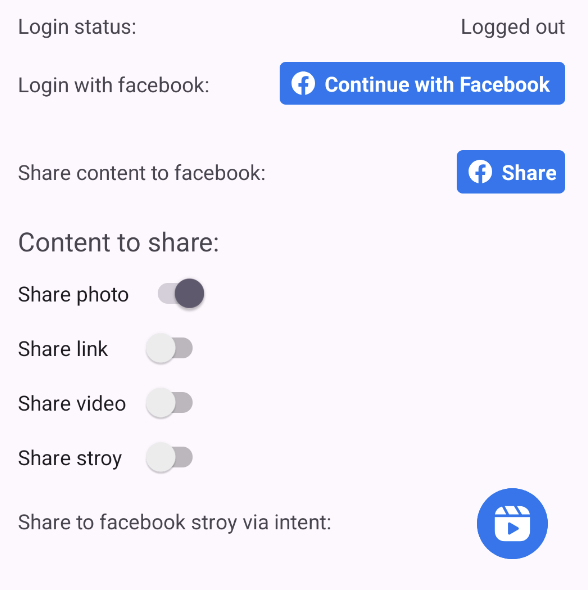 Login status: Logged out
Login with facebook: Continue with Facebook
Share content to facebook: Share
Content to share:
Share photo
Share link
Share video
Share stroy
Share to facebook stroy via intent: